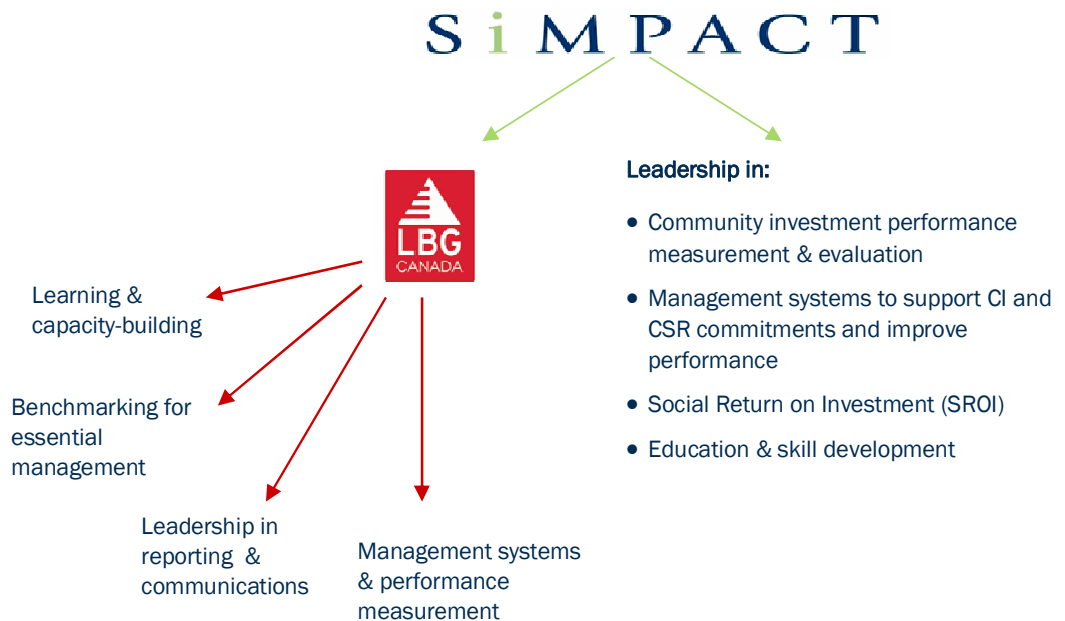 SiMPACT
LBG
CANADA
Learning &
capacity-building
Benchmarking for
essential
management
Leadership in
reporting &
communications
Management systems
& performance
measurement
Leadership in:
• Community investment performance
measurement & evaluation
• Management systems to support CI and
CSR commitments and improve
performance
• Social Return on Investment (SROI)
• Education & skill development